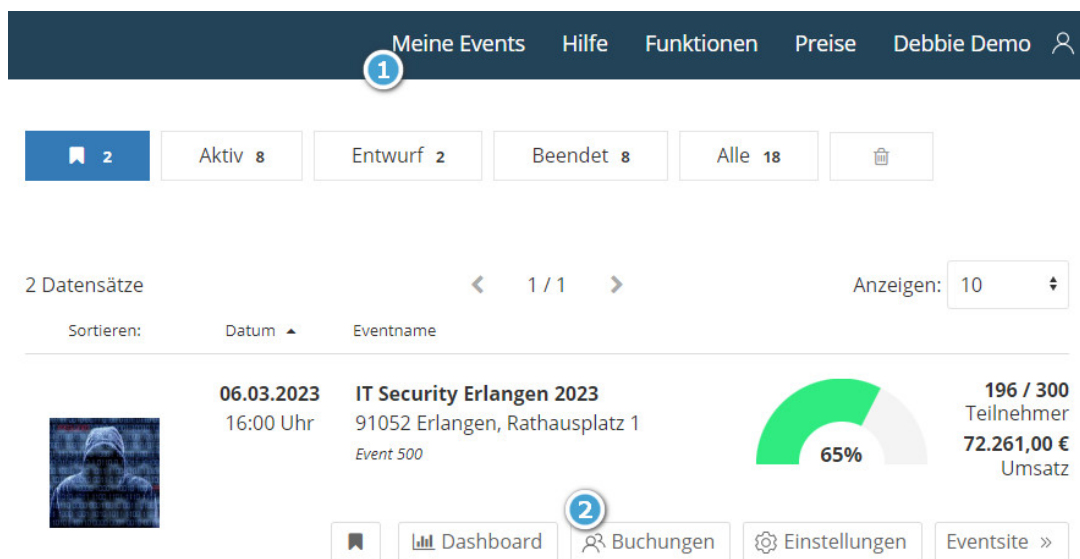 Meine Events Hilfe Funktionen Preise Debbie Demo
1
2 Aktiv 8 Entwurf 2 Beendet 8 Alle 18
2 Datensätze 1 / 1 Anzeigen: 10
Sortieren: Datum Eventname
06.03.2023 IT Security Erlangen 2023 196 / 300
16:00 Uhr 91052 Erlangen, Rathausplatz 1 Teilnehmer
Event 500 65% 72.261,00 €
Umsatz
2
Dashboard Buchungen Einstellungen Eventsite »